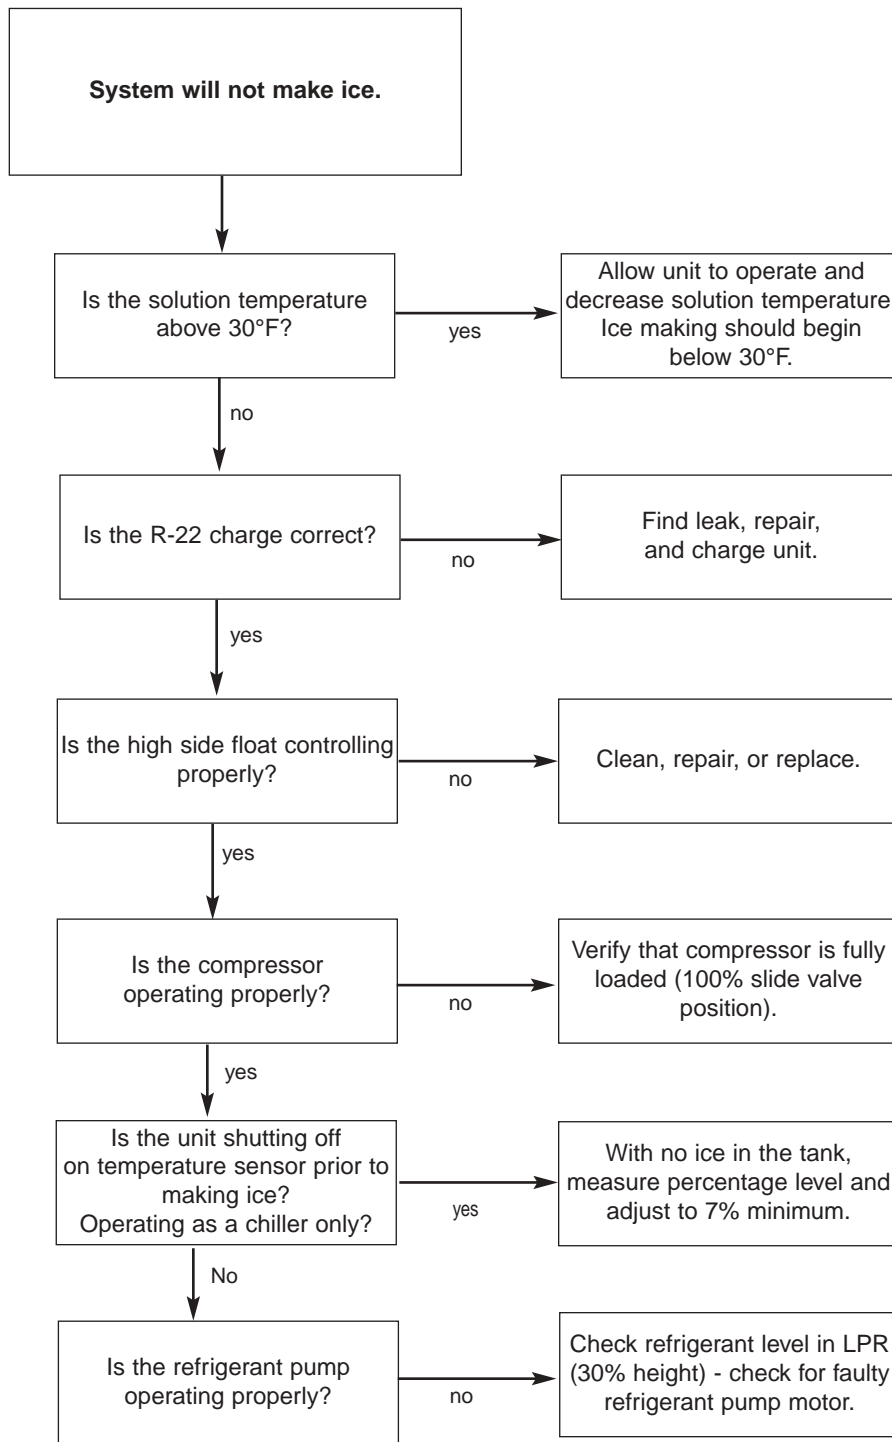 System will not make ice.
Is the solution temperature
above 30°F?
yes
Allow unit to operate and
decrease solution temperature
Ice making should begin
below 30°F.
no
Is the R-22 charge correct?
no
Find leak, repair,
and charge unit.
yes
Is the high side float controlling
properly?
no
Clean, repair, or replace.
yes
Is the compressor
operating properly?
no
Verify that compressor is fully
loaded (100% slide valve
position).
yes
Is the unit shutting off
on temperature sensor prior to
making ice?
Operating as a chiller only?
yes
With no ice in the tank,
measure percentage level and
adjust to 7% minimum.
No
Is the refrigerant pump
operating properly?
no
Check refrigerant level in LPR
(30% height) - check for faulty
refrigerant pump motor.